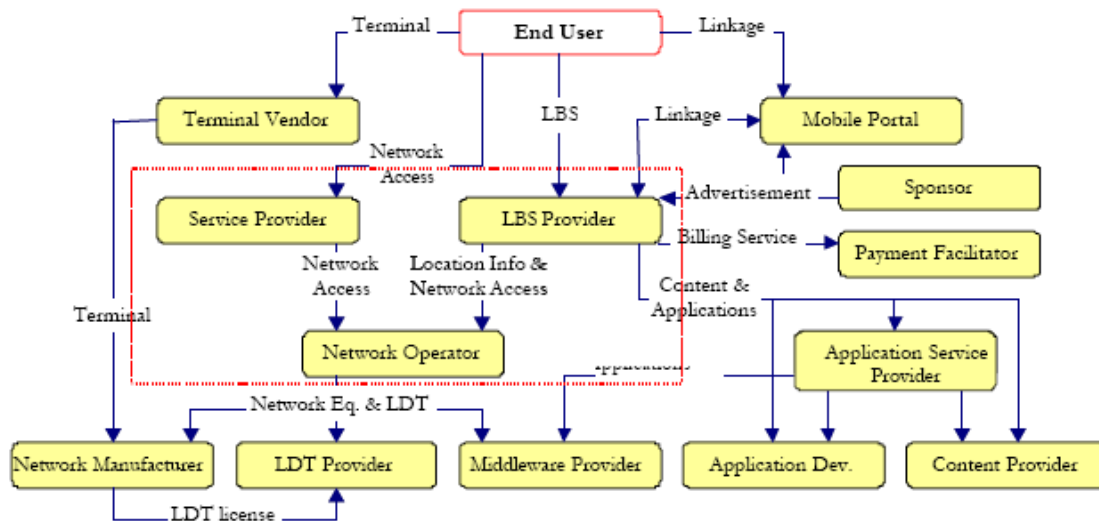 Terminal
End User
Linkage
Terminal Vendor
LBS
Linkage
Mobile Portal
Network
Access
Advertisement
Sponsor
Service Provider
LBS Provider
Billing Service
Payment Facilitator
Network
Access
Location Info &
Network Access
Content &
Applications
Terminal
Network Operator
Application Service
Provider
Applications
Network Eq. & LDT
Network Manufacturer
LDT Provider
Middleware Provider
Application Dev.
Content Provider
LDT license